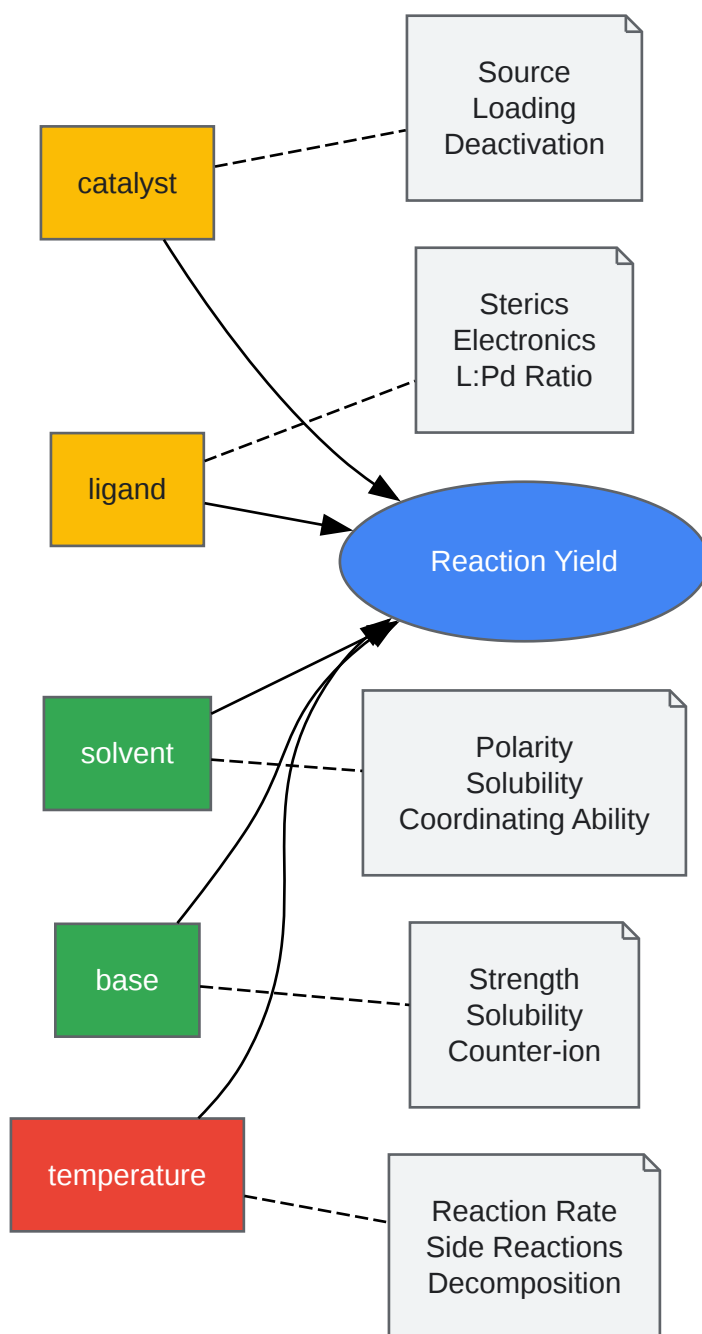 Source
Loading
Deactivation
catalyst
Sterics
Electronics
L:Pd Ratio
ligand
Reaction Yield
solvent
Polarity
Solubility
Coordinating Ability
base
Strength
Solubility
Counter-ion
temperature
Reaction Rate
Side Reactions
Decomposition